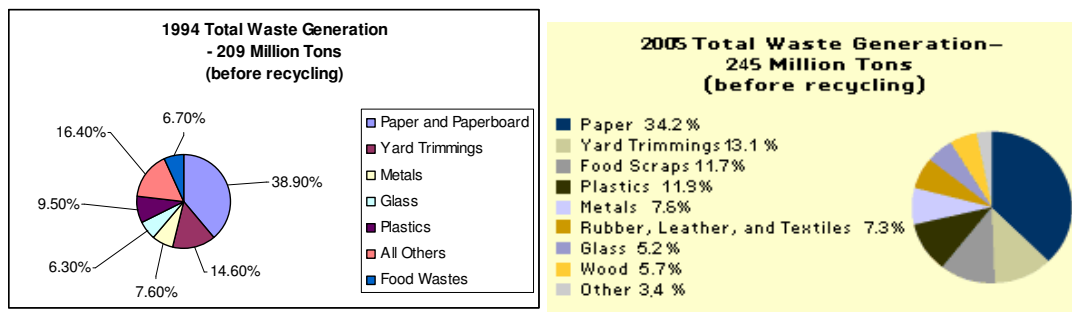 1994 Total Waste Generation
- 209 Million Tons
(before recycling)
6.70%
16.40%
38.90%
9.50%
6.30%
7.60%
14.60%
Paper and Paperboard
Yard Trimmings
Metals
Glass
Plastics
All Others
Food Wastes
2005 Total Waste Generation—
245 Million Tons
(before recycling)
Paper 34.2%
Yard Trimmings 13.1 %
Food Scraps 11.7%
Plastics 11.9%
Metals 7.6%
Rubber, Leather, and Textiles 7.3%
Glass 5.2%
Wood 5.7%
Other 3.4 %